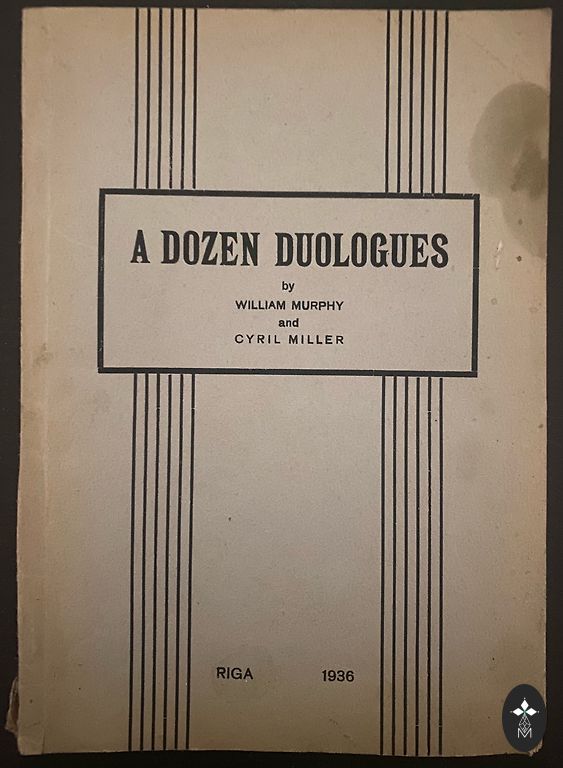 A DOZEN DUOLOGUES
by
WILLIAM MURPHY
and
CYRIL MILLER
RIGA 1936
M